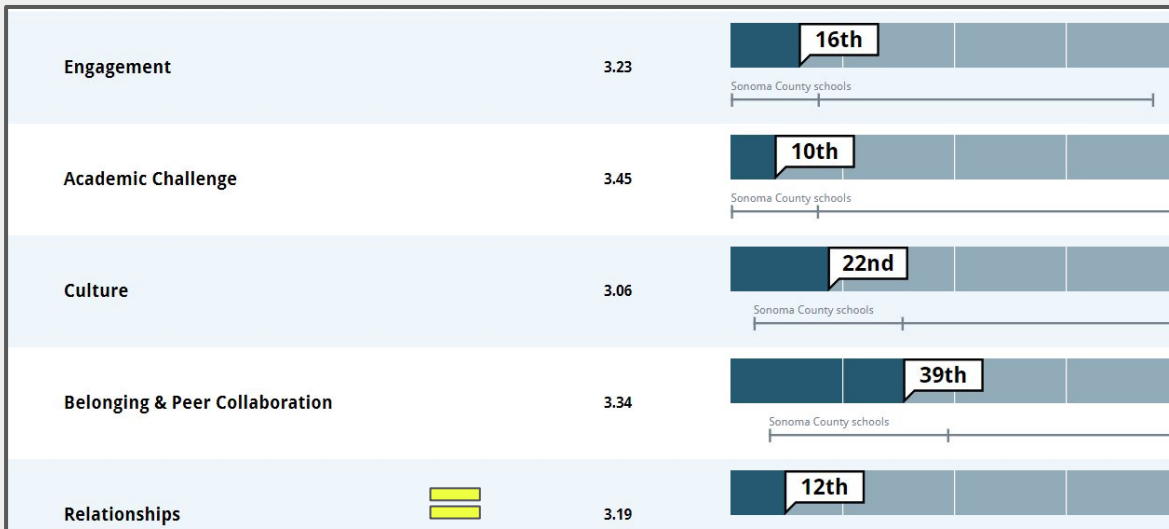 Engagement 3.23 16th
Sonoma County schools
Academic Challenge 3.45 10th
Sonoma County schools
Culture 3.06 22nd
Sonoma County schools
Belonging & Peer Collaboration 3.34 39th
Sonoma County schools
Relationships 3.19 12th